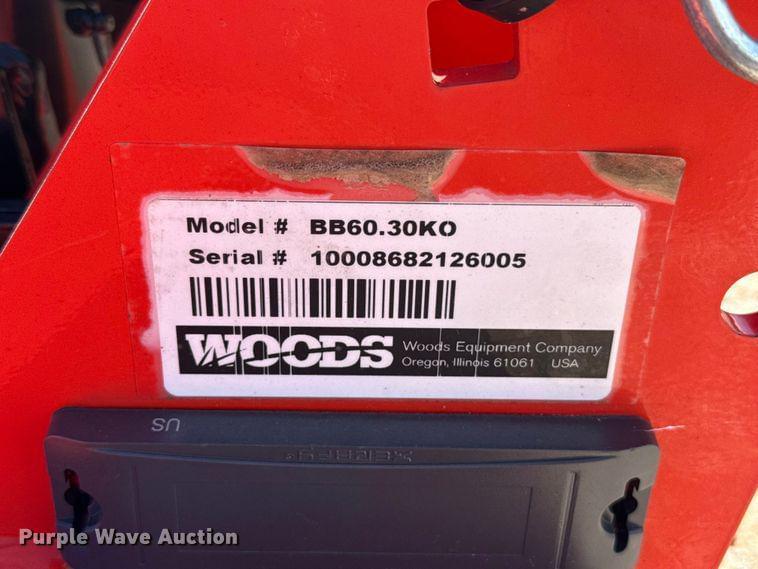 Model # BB60.30KO
Serial # 10008682126005
WOODS
Woods Equipment Company
Oregon, Illinois 61061 USA
US
Purple Wave Auction®